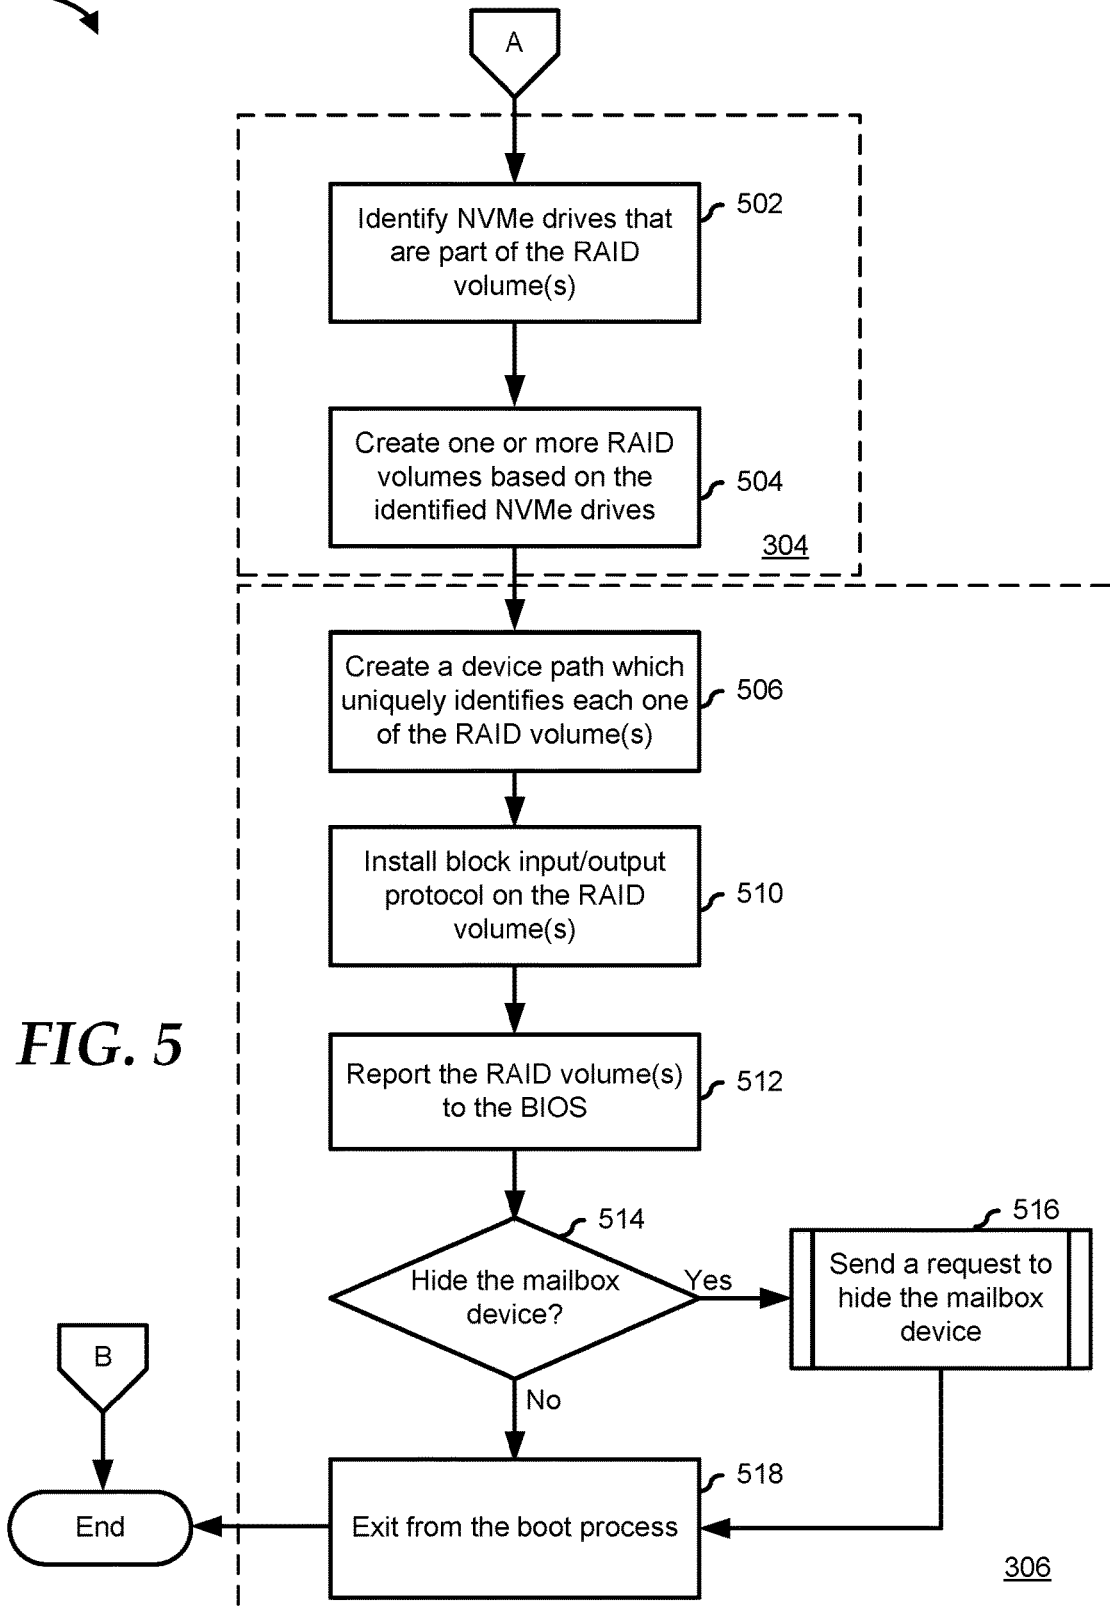 A
Identify NVMe drives that
are part of the RAID
volume(s)
502
Create one or more RAID
volumes based on the
identified NVMe drives
504
304
Create a device path which
uniquely identifies each one
of the RAID volume(s)
506
Install block input/output
protocol on the RAID
volume(s)
510
FIG. 5
Report the RAID volume(s)
to the BIOS
512
Hide the mailbox
device?
514
Yes
Send a request to
hide the mailbox
device
516
No
B
End
Exit from the boot process
518
306